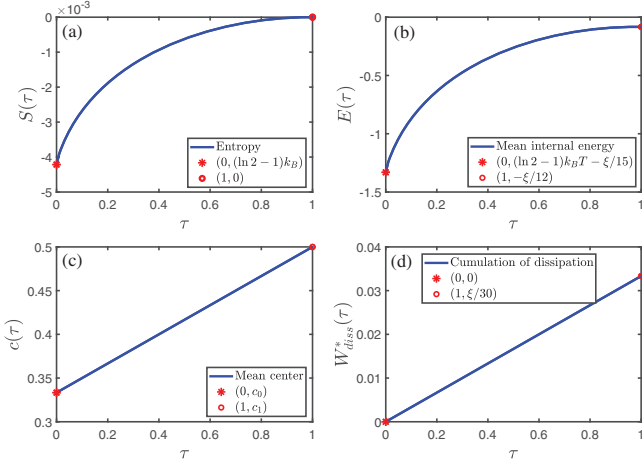 ×10⁻³
(a)
0
-1
-2
-3
-4
-5
S(τ)
Entropy
(0, (ln 2 − 1)k_B)
(1, 0)
0 0.2 0.4 0.6 0.8 1
τ
(b)
0
-0.5
-1
-1.5
E(τ)
Mean internal energy
(0, (ln 2 − 1)k_BT − ξ/15)
(1, −ξ/12)
0 0.2 0.4 0.6 0.8 1
τ
(c)
0.5
0.45
0.4
0.35
0.3
c(τ)
Mean center
(0, c₀)
(1, c₁)
0 0.2 0.4 0.6 0.8 1
τ
(d)
0.04
0.03
0.02
0.01
0
W*_diss(τ)
Cumulation of dissipation
(0, 0)
(1, ξ/30)
0 0.2 0.4 0.6 0.8 1
τ